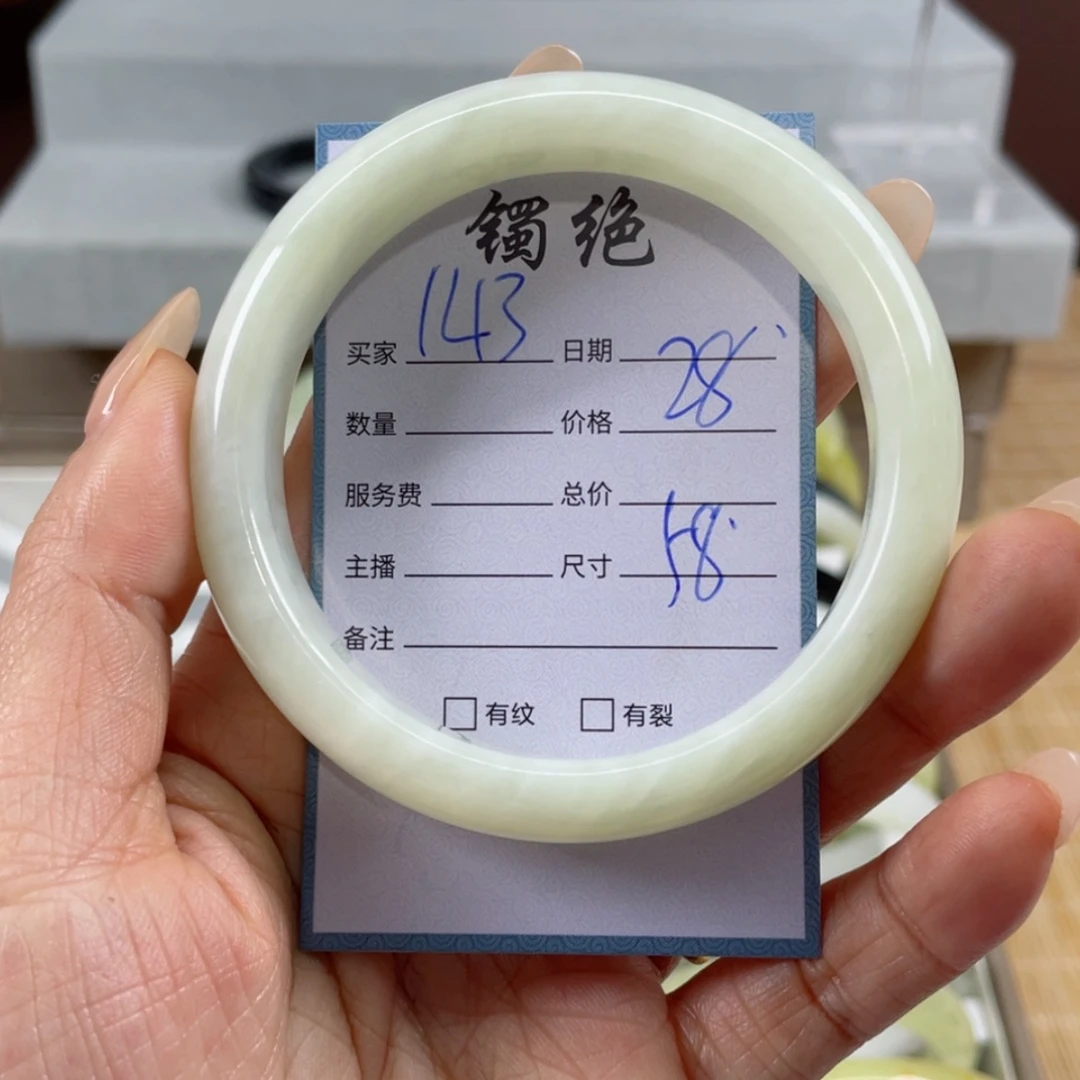 镯绝
买家 143 日期
数量 价格 28
服务费 总价
主播 尺寸 58
备注
有纹 有裂